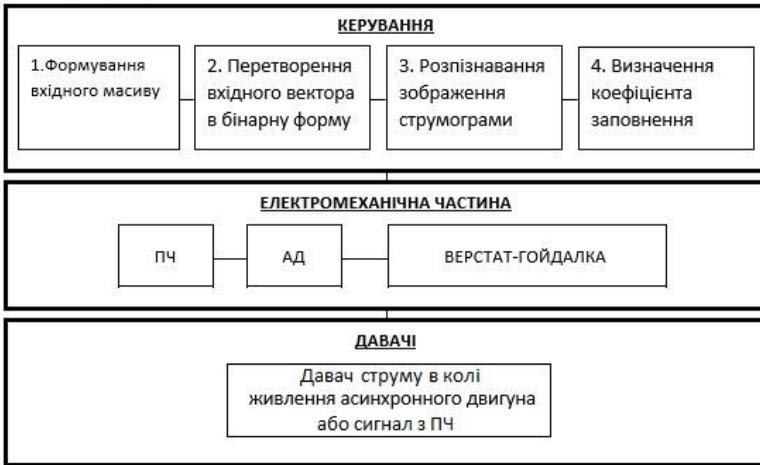 КЕРУВАННЯ
1.Формування
вхідного масиву
2. Перетворення
вхідного вектора
в бінарну форму
3. Розпізнавання
зображення
струмограми
4. Визначення
коефіцієнта
заповнення
ЕЛЕКТРОМЕХАНІЧНА ЧАСТИНА
ПЧ
АД
ВЕРСТАТ-ГОЙДАЛКА
ДАВАЧІ
Давач струму в колі
живлення асинхронного двигуна
або сигнал з ПЧ